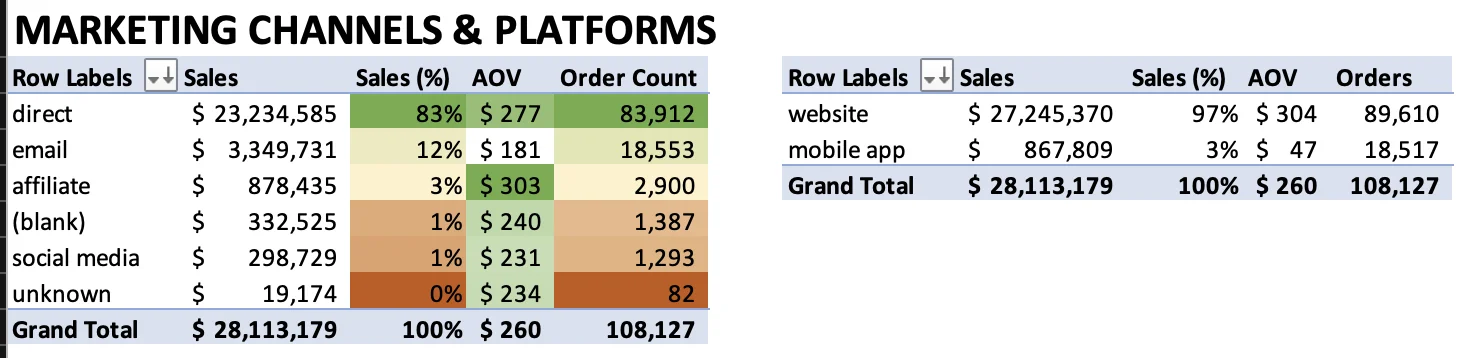 MARKETING CHANNELS & PLATFORMS
Row Labels Sales Sales (%) AOV Order Count
direct $ 23,234,585 83% $ 277 83,912
email $ 3,349,731 12% $ 181 18,553
affiliate $ 878,435 3% $ 303 2,900
(blank) $ 332,525 1% $ 240 1,387
social media $ 298,729 1% $ 231 1,293
unknown $ 19,174 0% $ 234 82
Grand Total $ 28,113,179 100% $ 260 108,127
Row Labels Sales Sales (%) AOV Orders
website $ 27,245,370 97% $ 304 89,610
mobile app $ 867,809 3% $ 47 18,517
Grand Total $ 28,113,179 100% $ 260 108,127